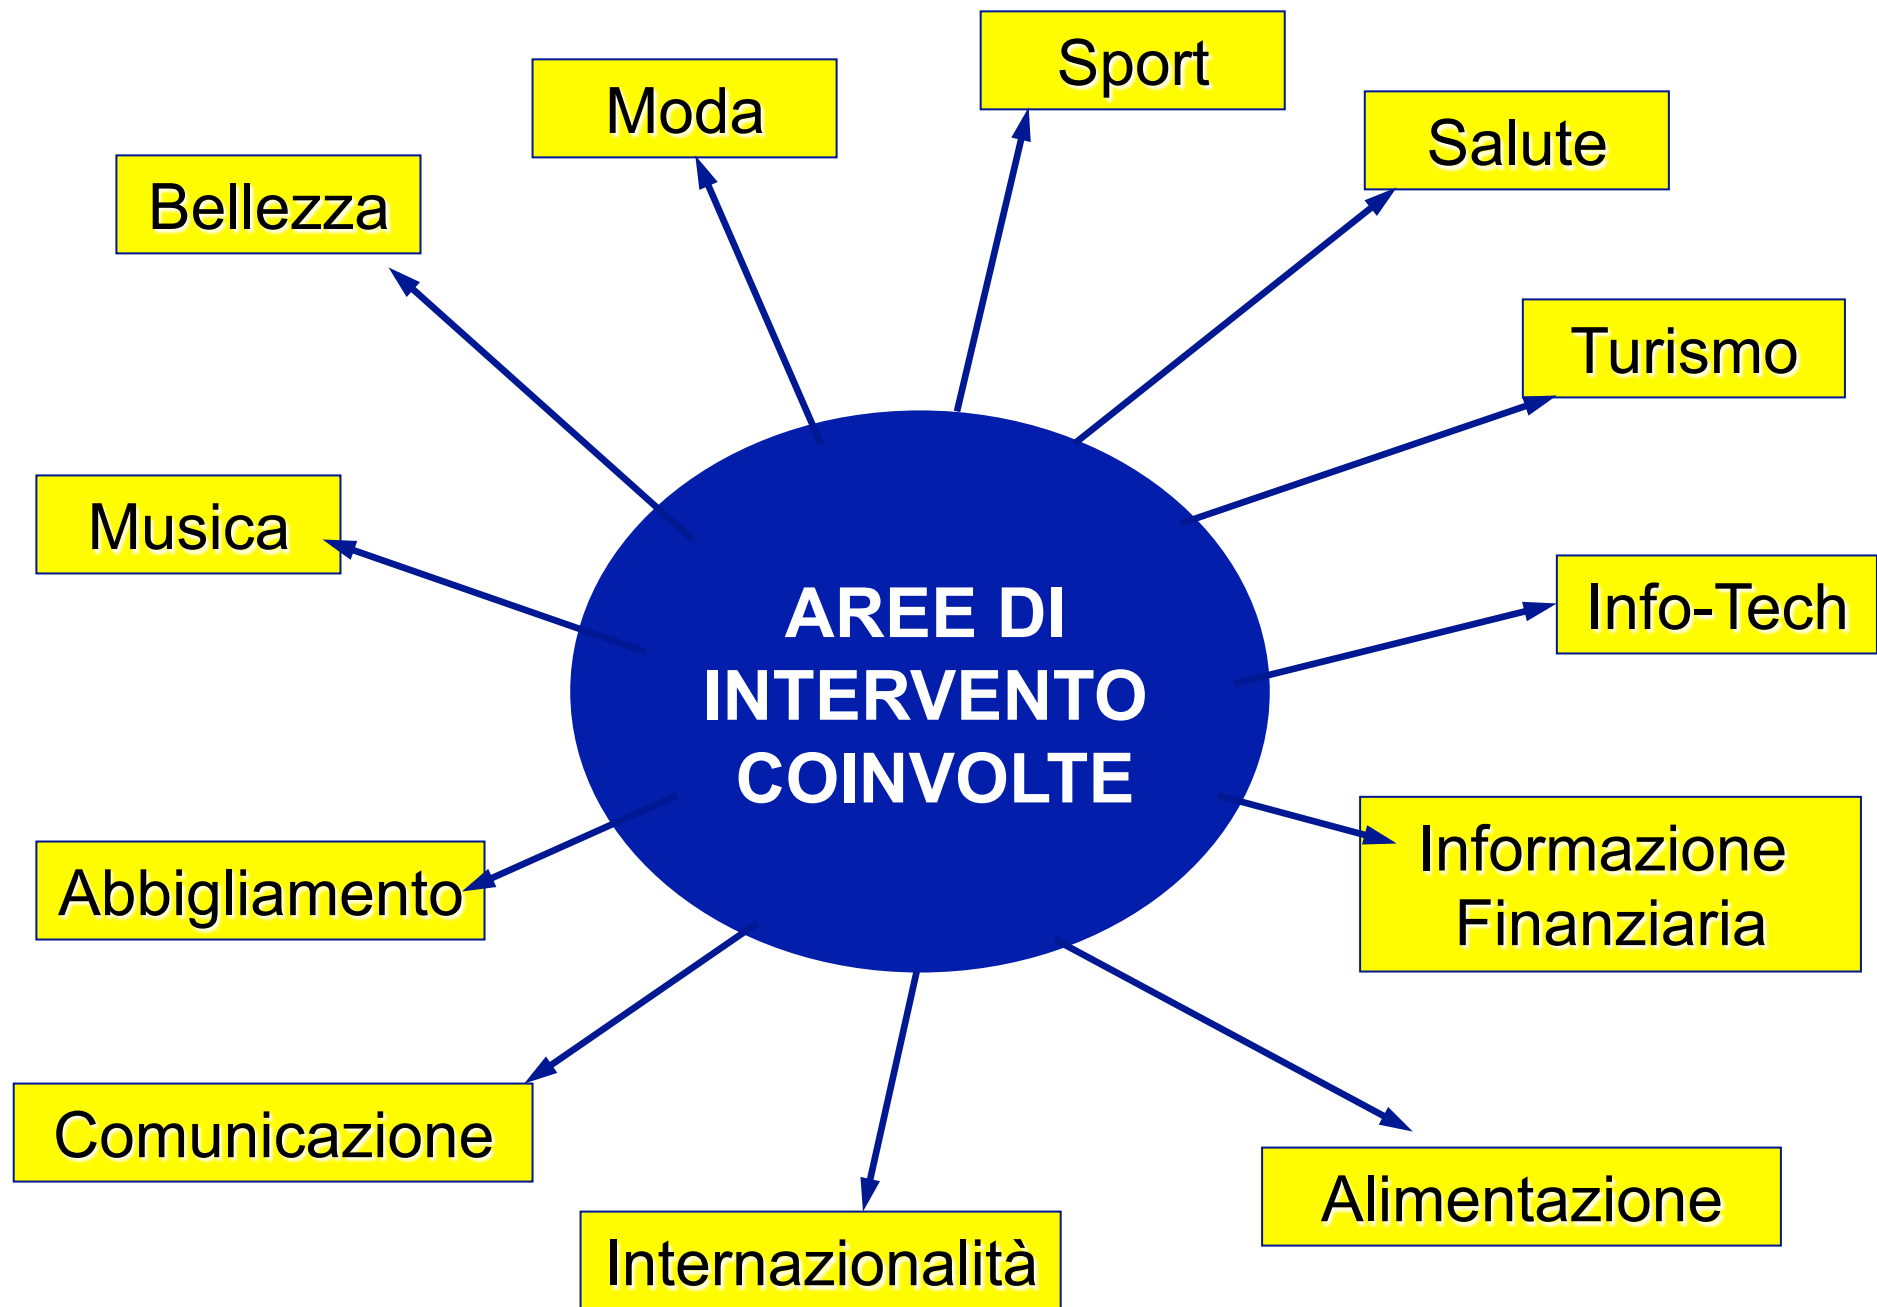 Sport
Moda
Salute
Bellezza
Turismo
Musica
Info-Tech
AREE DI
INTERVENTO
COINVOLTE
Informazione
Finanziaria
Abbigliamento
Comunicazione
Alimentazione
Internazionalità